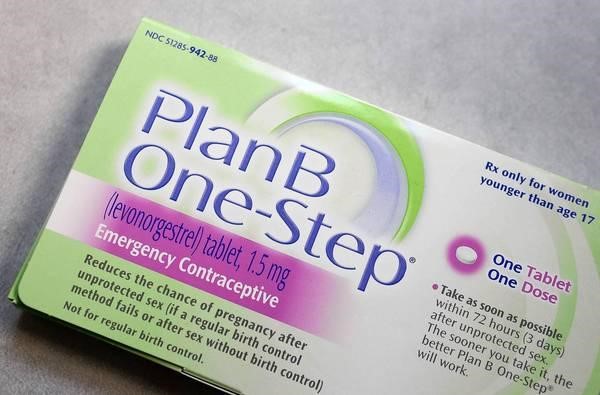 NDC 51285-942-88
Plan B
One-Step®
(levonorgestrel) tablet, 1.5 mg
Emergency Contraceptive
Reduces the chance of pregnancy after
unprotected sex (if a regular birth control
method fails or after sex without birth control)
Not for regular birth control.
Rx only for women
younger than age 17
One Tablet
One Dose
• Take as soon as possible
within 72 hours (3 days)
after unprotected sex.
The sooner you take it, the
better Plan B One-Step®
will work.